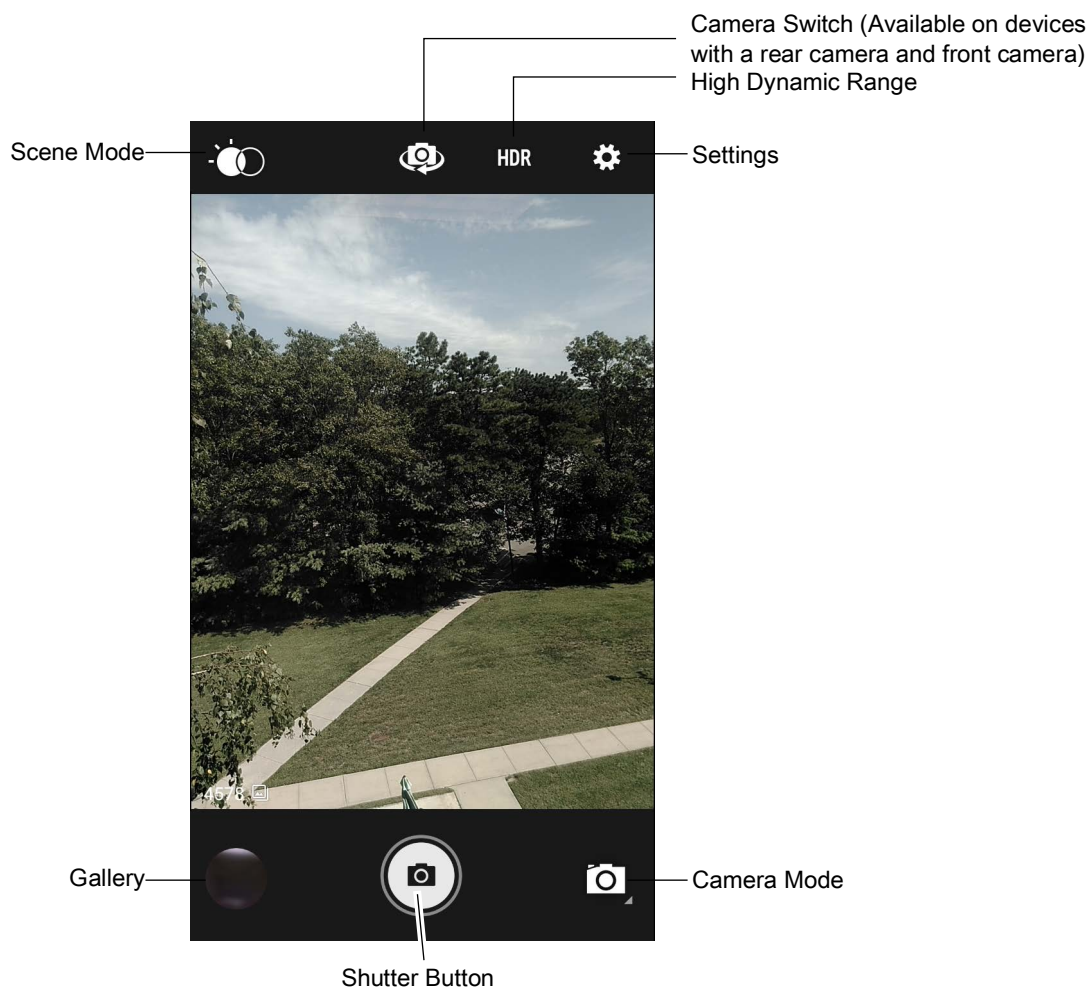 Camera Switch (Available on devices
with a rear camera and front camera)
High Dynamic Range
Scene Mode
HDR
Settings
4578
Gallery
Camera Mode
Shutter Button